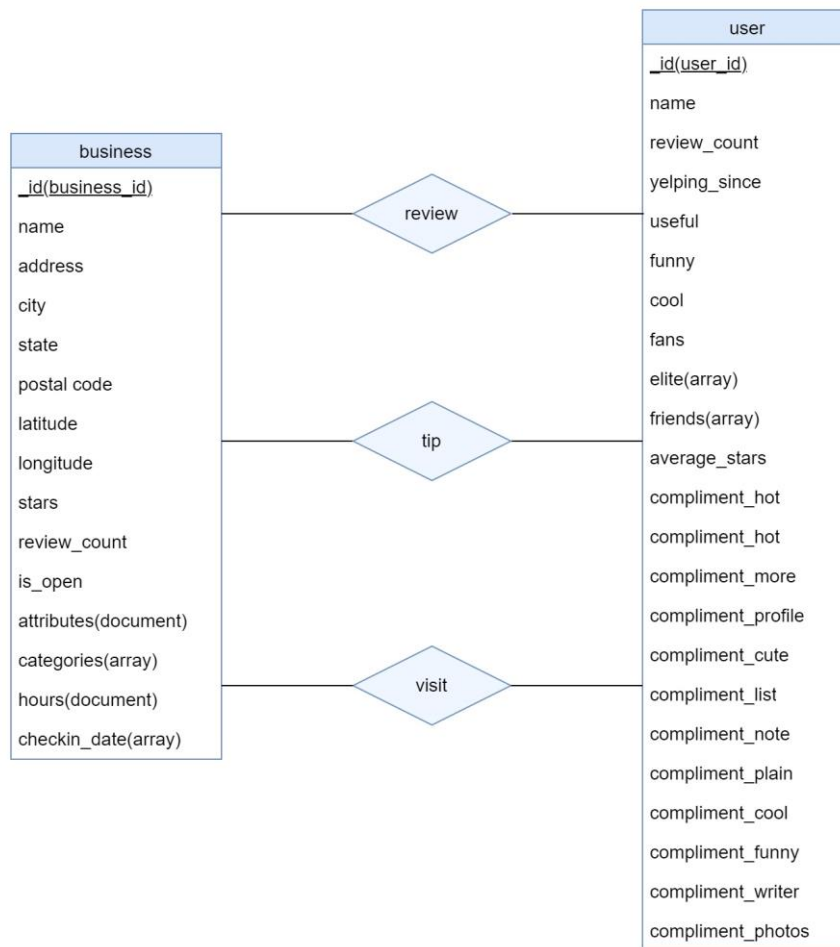 business
_id(business_id)
name
address
city
state
postal code
latitude
longitude
stars
review_count
is_open
attributes(document)
categories(array)
hours(document)
checkin_date(array)
review
tip
visit
user
_id(user_id)
name
review_count
yelping_since
useful
funny
cool
fans
elite(array)
friends(array)
average_stars
compliment_hot
compliment_hot
compliment_more
compliment_profile
compliment_cute
compliment_list
compliment_note
compliment_plain
compliment_cool
compliment_funny
compliment_writer
compliment_photos